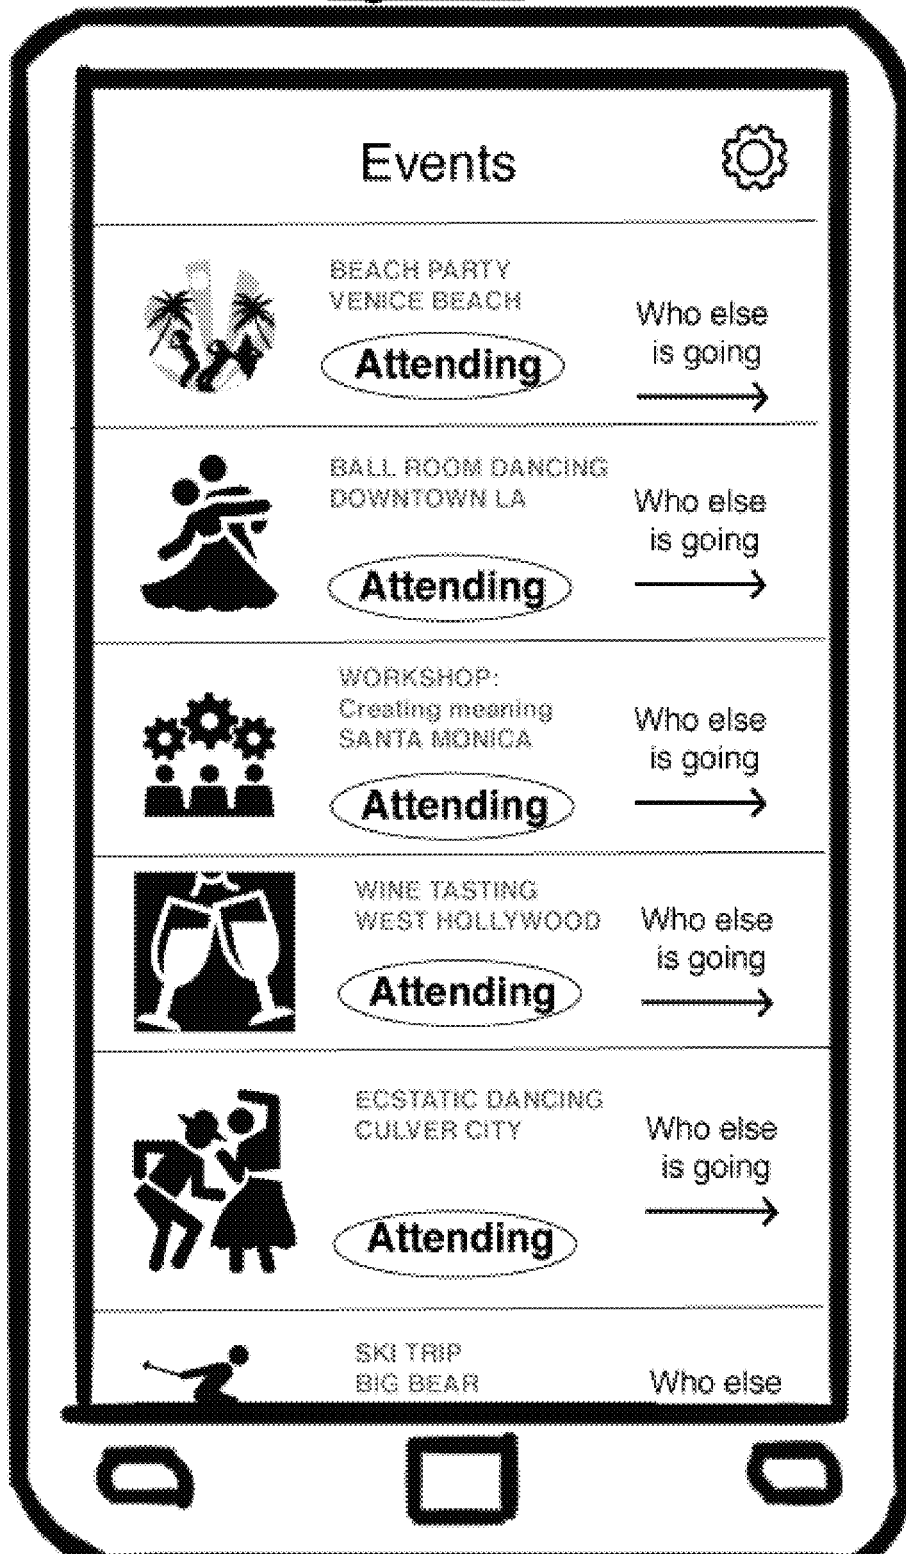 Events
BEACH PARTY
VENICE BEACH
Attending
Who else
is going
BALL ROOM DANCING
DOWNTOWN LA
Attending
Who else
is going
WORKSHOP:
Creating meaning
SANTA MONICA
Attending
Who else
is going
WINE TASTING
WEST HOLLYWOOD
Attending
Who else
is going
ECSTATIC DANCING
CULVER CITY
Attending
Who else
is going
SKI TRIP
BIG BEAR
Who else